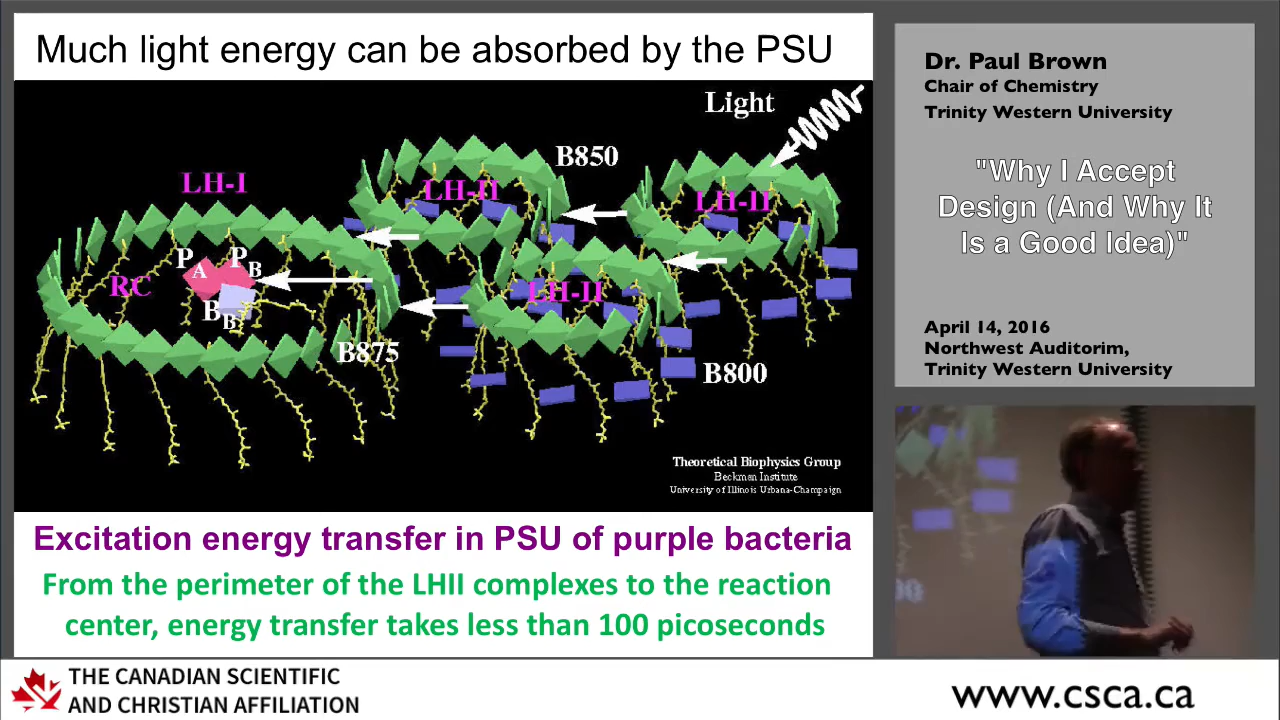 Much light energy can be absorbed by the PSU
Light
B850
LH-I
LH-II
LH-II
PA
PB
RC
LH-II
BB
B875
B800
Theoretical Biophysics Group
Beckman Institute
University of Illinois Urbana-Champaign
Excitation energy transfer in PSU of purple bacteria
From the perimeter of the LHII complexes to the reaction
center, energy transfer takes less than 100 picoseconds
Dr. Paul Brown
Chair of Chemistry
Trinity Western University
"Why I Accept
Design (And Why It
Is a Good Idea)"
April 14, 2016
Northwest Auditorim,
Trinity Western University
THE CANADIAN SCIENTIFIC
AND CHRISTIAN AFFILIATION
www.csca.ca